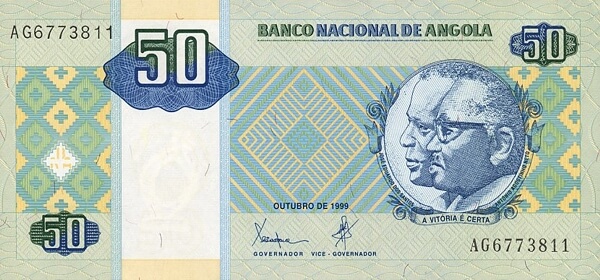 AG6773811
50
BANCO NACIONAL DE ANGOLA
50
OUTUBRO DE 1999
A VITÓRIA É CERTA
50
GOVERNADOR VICE - GOVERNADOR
AG6773811